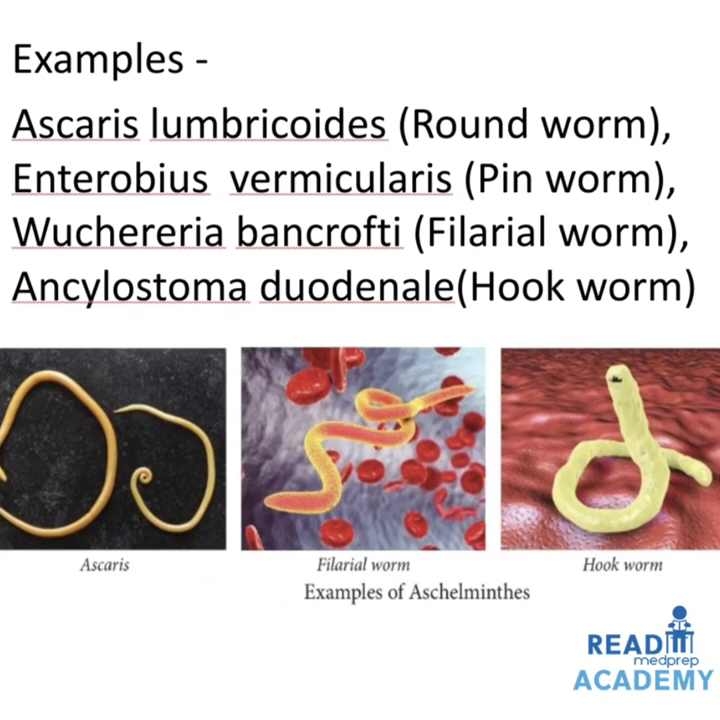 Examples -
Ascaris lumbricoides (Round worm),
Enterobius vermicularis (Pin worm),
Wuchereria bancrofti (Filarial worm),
Ancylostoma duodenale(Hook worm)
Ascaris
Filarial worm
Hook worm
Examples of Aschelminthes
READ
medprep
ACADEMY